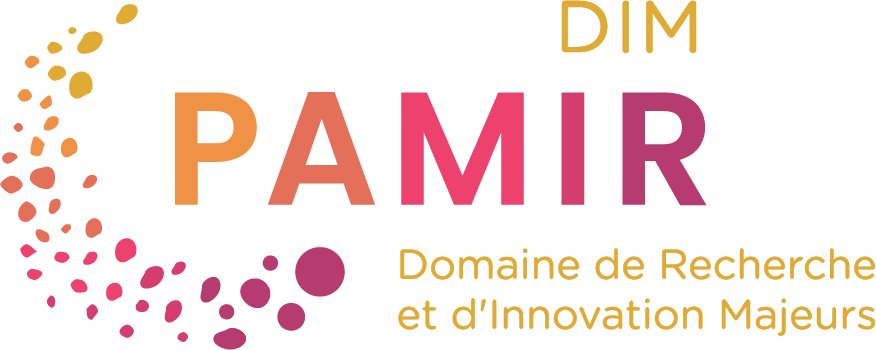 DIM
PAMIR
Domaine de Recherche
et d'Innovation Majeurs